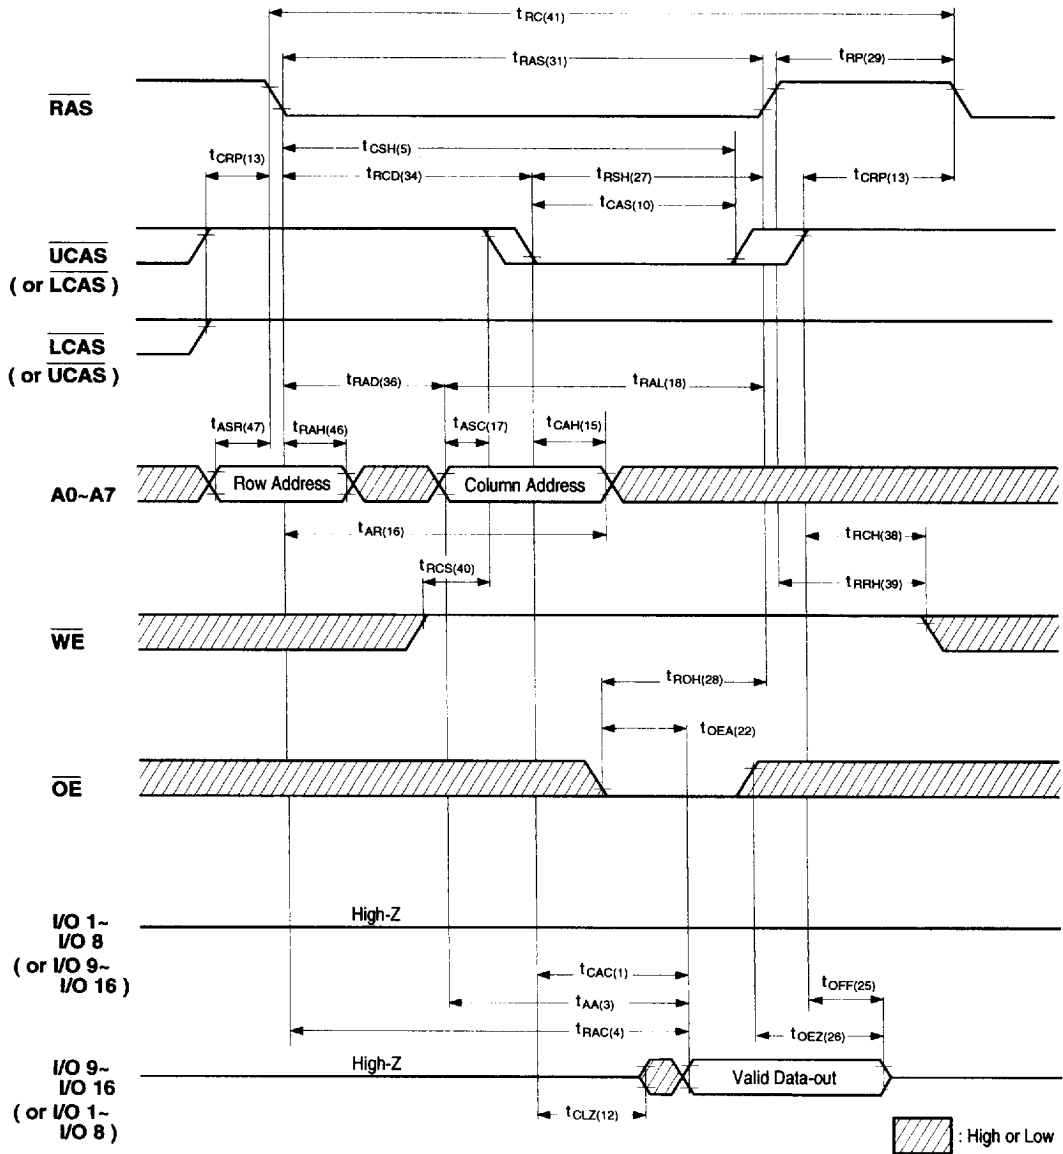 tRC(41)
tRAS(31)
tRP(29)
RAS
tCSH(5)
tCRP(13)
tRCD(34)
tRSH(27)
tCRP(13)
tCAS(10)
UCAS
( or LCAS )
LCAS
( or UCAS )
tRAD(36)
tRAL(18)
tASR(47)
tRAH(46)
tASC(17)
tCAH(15)
A0~A7
Row Address
Column Address
tAR(16)
tRCH(38)
tRCS(40)
tRRH(39)
WE
tROH(28)
tOEA(22)
OE
I/O 1~
I/O 8
( or I/O 9~
I/O 16 )
High-Z
tCAC(1)
tOFF(25)
tAA(3)
tRAC(4)
tOEZ(26)
I/O 9~
I/O 16
( or I/O 1~
I/O 8 )
High-Z
Valid Data-out
tCLZ(12)
: High or Low